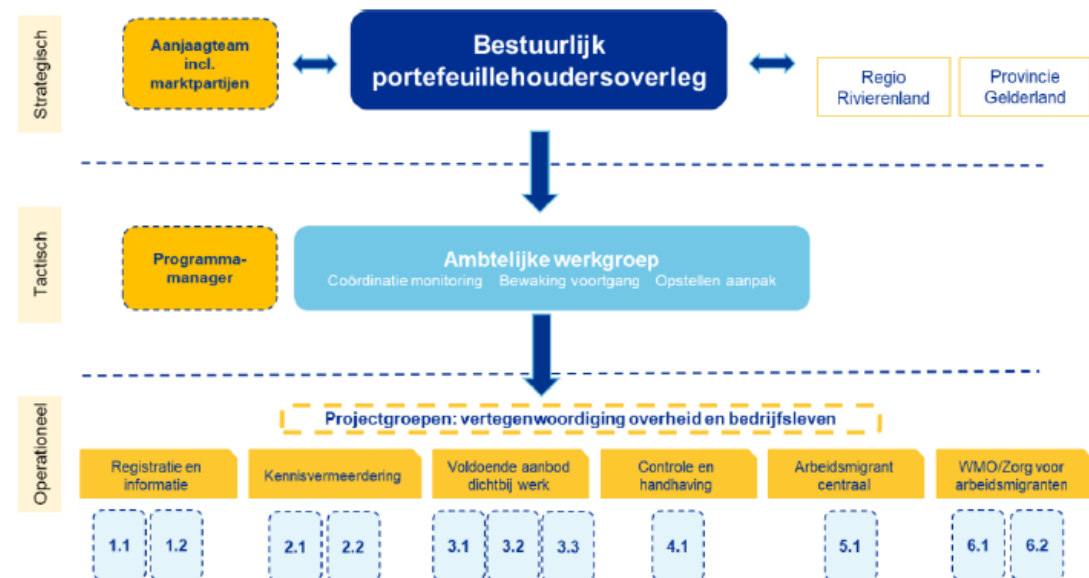 Strategisch
Aanjaagteam
incl.
marktpartijen
Bestuurlijk
portefeuillehoudersoverleg
Regio
Rivierenland
Provincie
Gelderland
Tactisch
Programma-
manager
Ambtelijke werkgroep
Coördinatie monitoring Bewaking voortgang Opstellen aanpak
Operationeel
Projectgroepen: vertegenwoordiging overheid en bedrijfsleven
Registratie en
informatie
Kennisvermeerdering
Voldoende aanbod
dichtbij werk
Controle en
handhaving
Arbeidsmigrant
centraal
WMO/Zorg voor
arbeidsmigranten
1.1 1.2 2.1 2.2 3.1 3.2 3.3 4.1 5.1 6.1 6.2